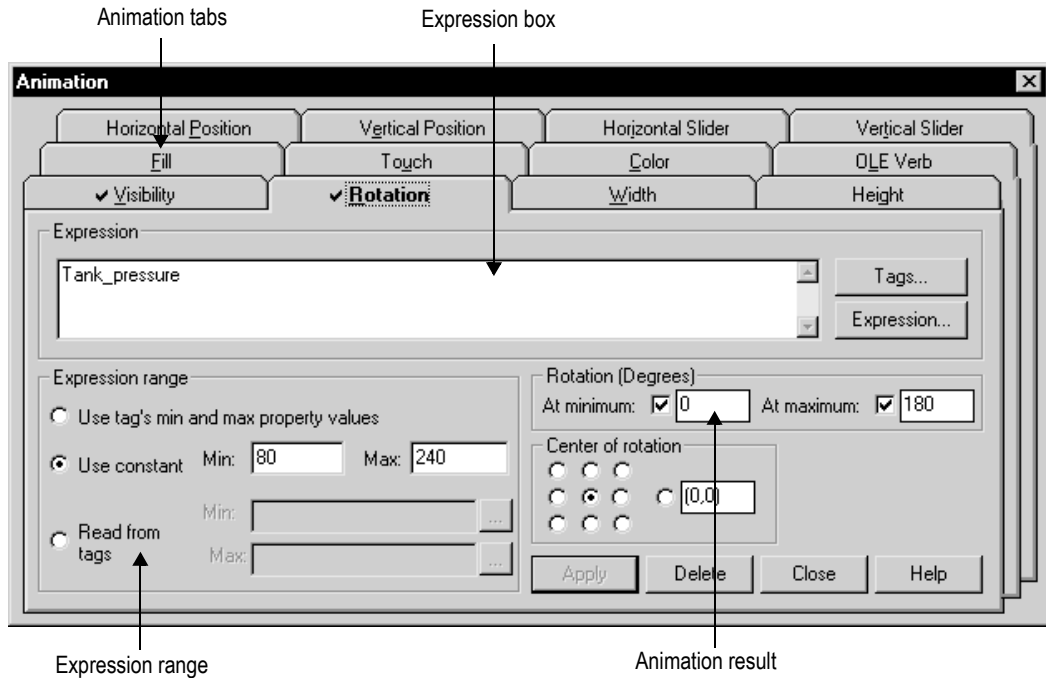 Animation tabs
Expression box
Animation
Horizontal Position
Vertical Position
Horizontal Slider
Vertical Slider
Fill
Touch
Color
OLE Verb
Visibility
Rotation
Width
Height
Expression
Tank_pressure
Tags...
Expression...
Expression range
Use tag's min and max property values
Use constant
Min: 80
Max: 240
Read from tags
Min:
...
Max:
...
Rotation (Degrees)
At minimum: 0
At maximum: 180
Center of rotation
(0,0)
Apply
Delete
Close
Help
Expression range
Animation result